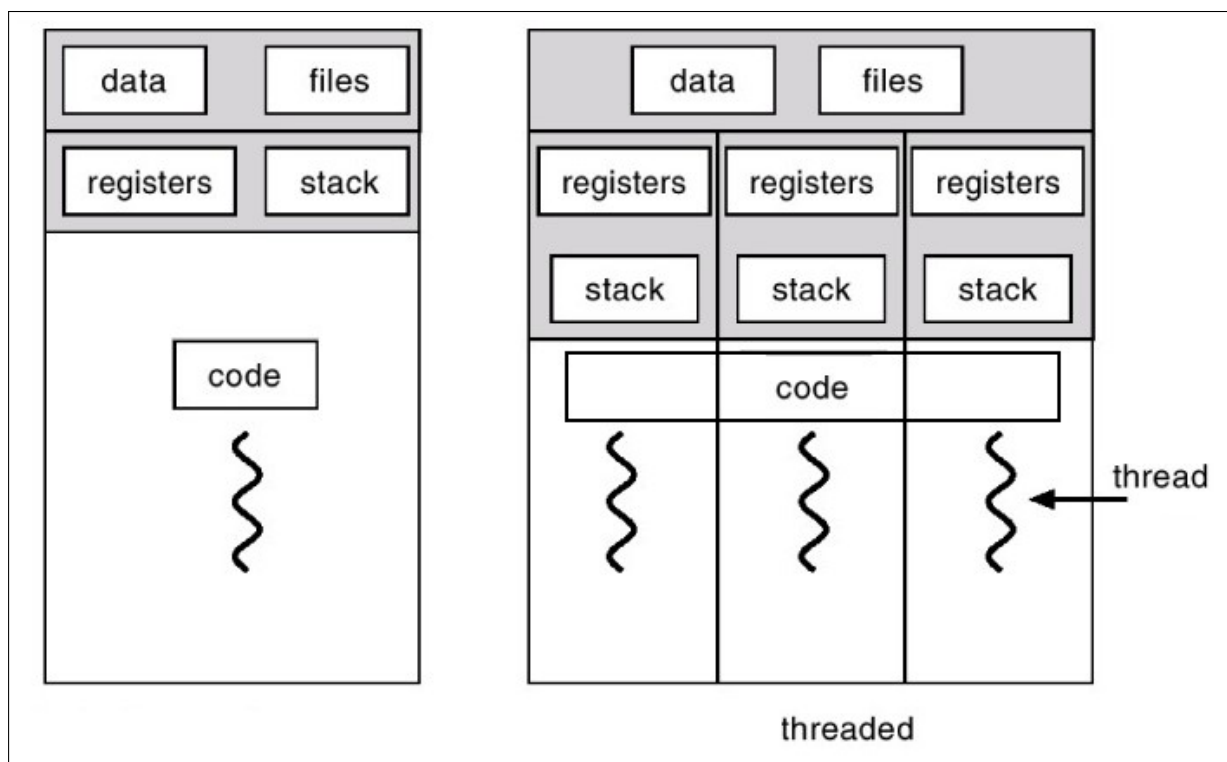 data files
registers stack
code
data files
registers registers registers
stack stack stack
code
thread
threaded